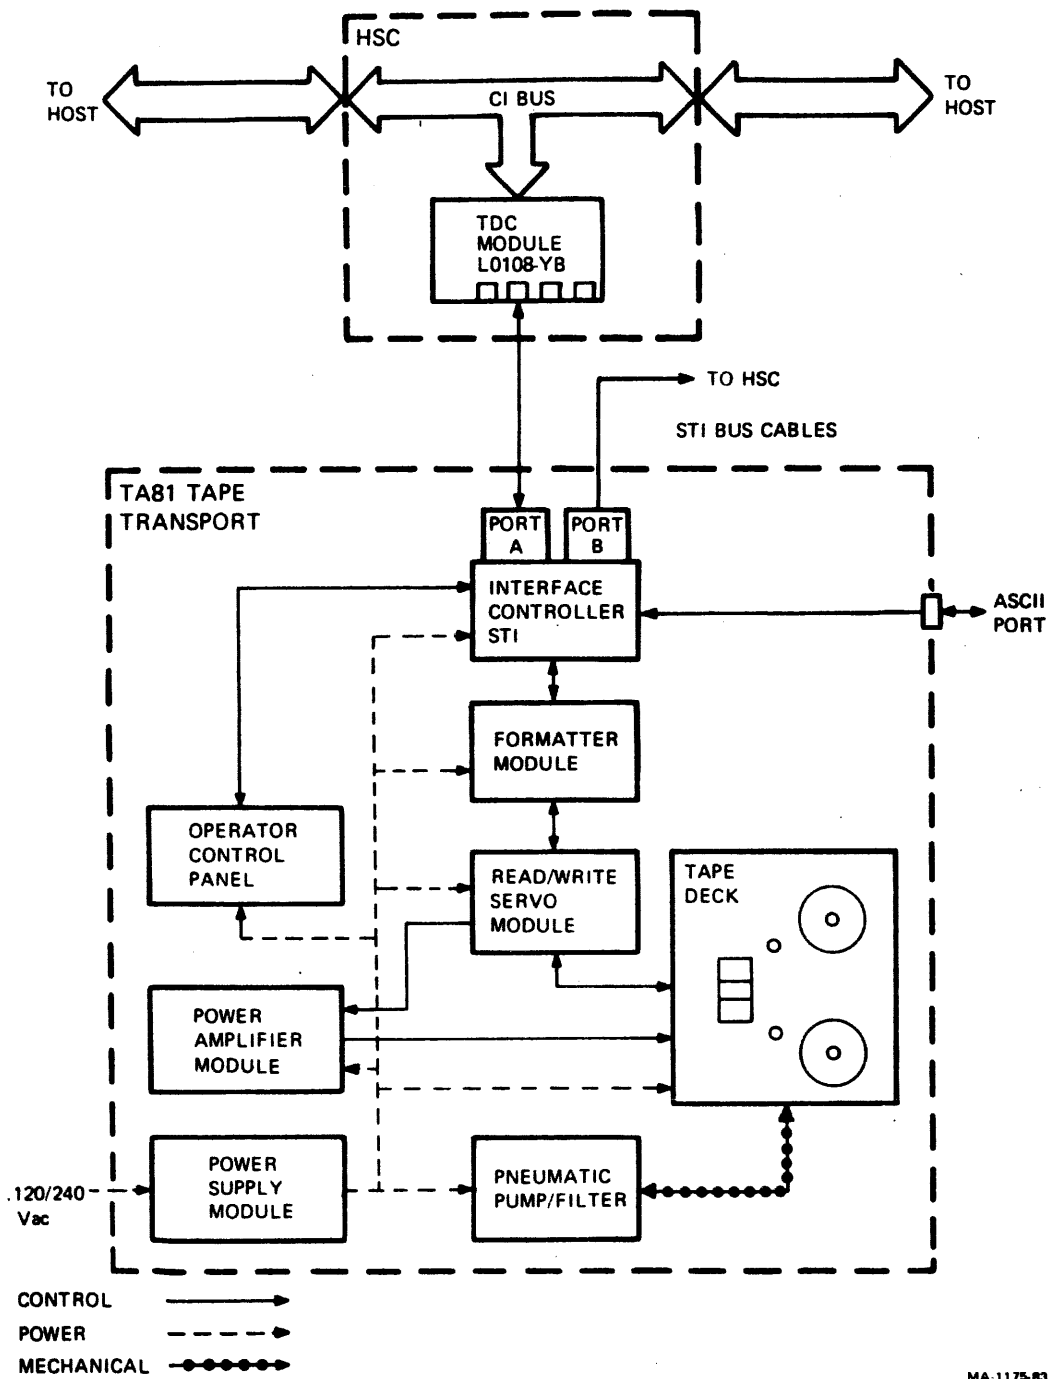 HSC
TO
HOST
CI BUS
TO
HOST
TDC
MODULE
L0108-YB
TO HSC
STI BUS CABLES
TA81 TAPE
TRANSPORT
PORT
A
PORT
B
INTERFACE
CONTROLLER
STI
ASCII
PORT
FORMATTER
MODULE
OPERATOR
CONTROL
PANEL
READ/WRITE
SERVO
MODULE
TAPE
DECK
POWER
AMPLIFIER
MODULE
120/240
Vac
POWER
SUPPLY
MODULE
PNEUMATIC
PUMP/FILTER
CONTROL
POWER
MECHANICAL
MA-1175-83